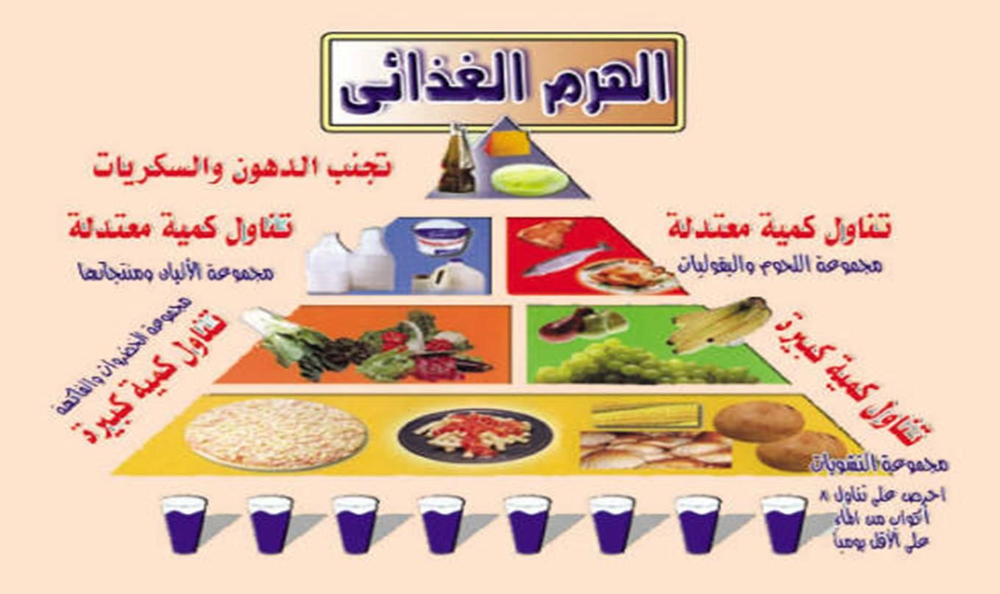 الهرم الغذائى
تجنب الدهون والسكريات
تناول كمية معتدلة
مجموعة اللحوم والبقوليات
تناول كمية معتدلة
مجموعة الألبان ومنتجاتها
تناول كمية كبيرة
مجموعة الخضروات والفاكهة
تناول كمية كبيرة
مجموعة النشويات
احرص على تناول ٨
أكواب من الماء
على الأقل يومياً